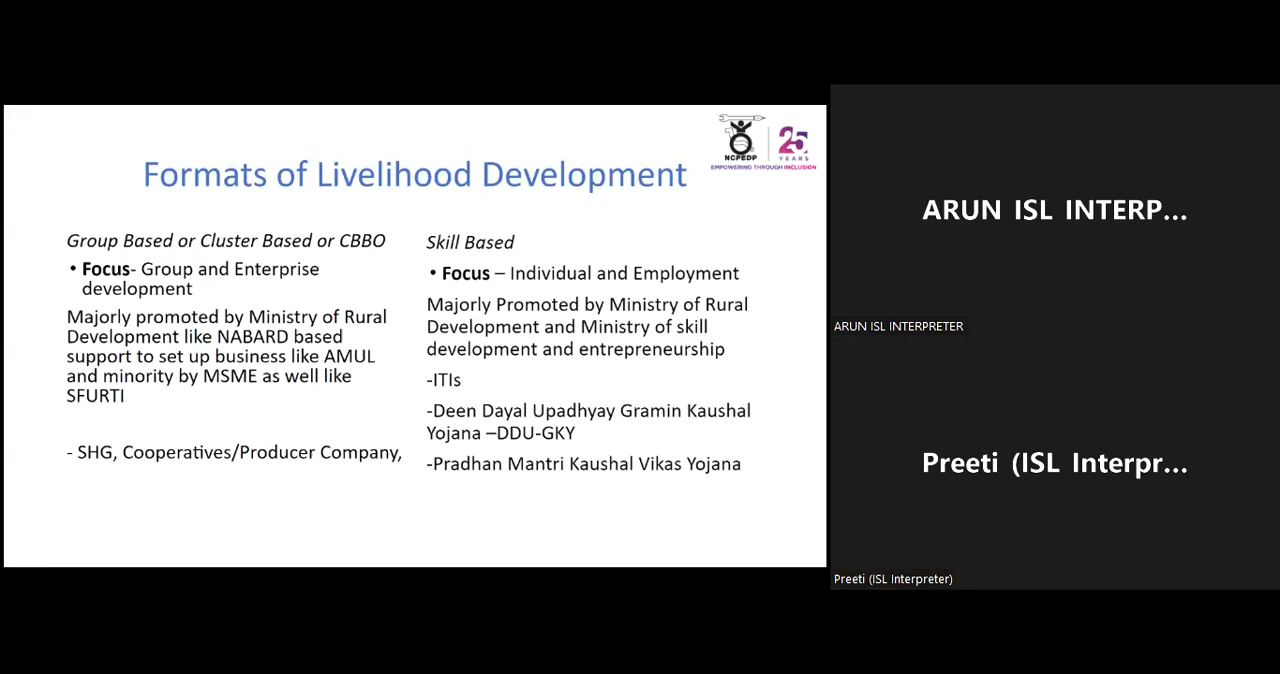 NCPEDP
25
YEARS
EMPOWERING THROUGH INCLUSION
Formats of Livelihood Development
Group Based or Cluster Based or CBBO
• Focus- Group and Enterprise
development
Majorly promoted by Ministry of Rural
Development like NABARD based
support to set up business like AMUL
and minority by MSME as well like
SFURTI
- SHG, Cooperatives/Producer Company,
Skill Based
• Focus – Individual and Employment
Majorly Promoted by Ministry of Rural
Development and Ministry of skill
development and entrepreneurship
-ITIs
-Deen Dayal Upadhyay Gramin Kaushal
Yojana –DDU-GKY
-Pradhan Mantri Kaushal Vikas Yojana
ARUN ISL INTERP...
ARUN ISL INTERPRETER
Preeti (ISL Interpr...
Preeti (ISL Interpreter)